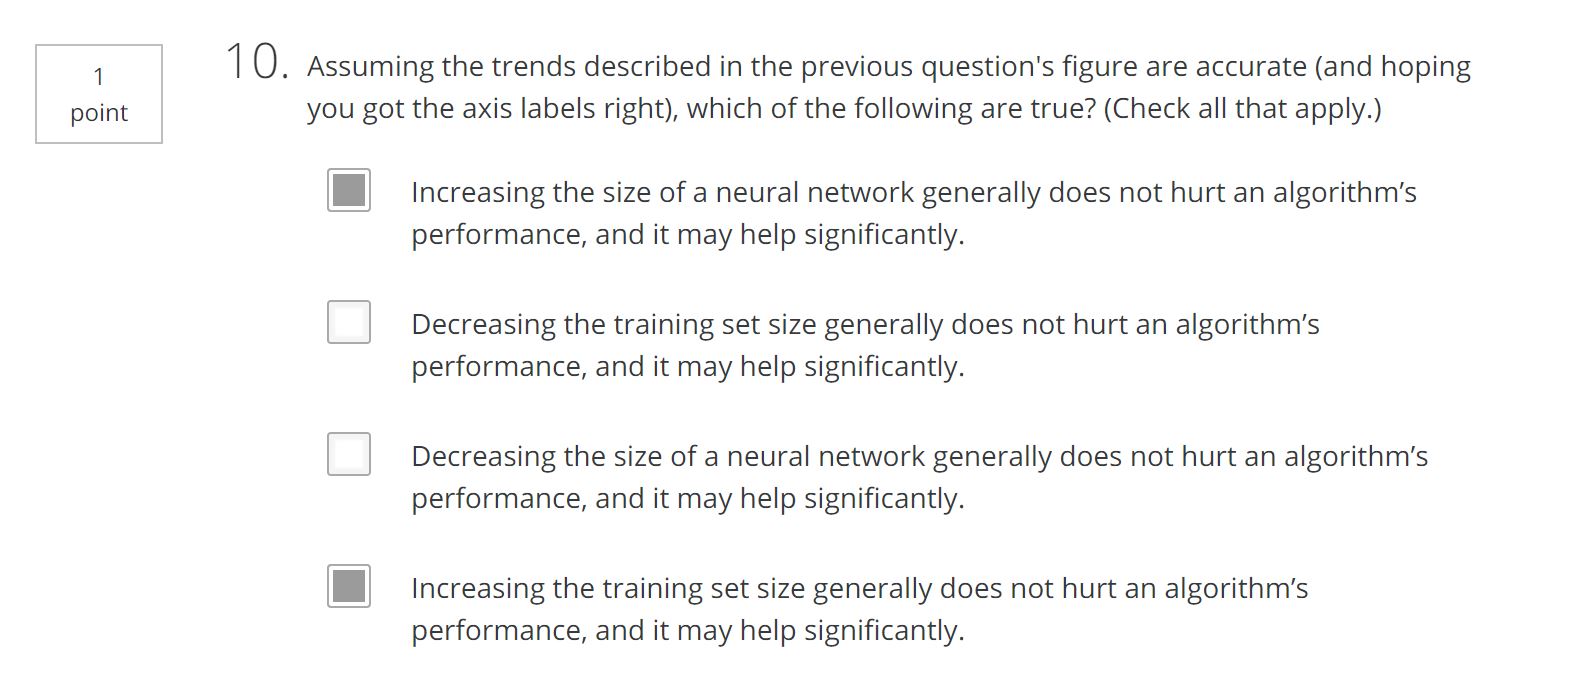 1
point
10.
Assuming the trends described in the previous question's figure are accurate (and hoping
you got the axis labels right), which of the following are true? (Check all that apply.)
Increasing the size of a neural network generally does not hurt an algorithm’s
performance, and it may help significantly.
Decreasing the training set size generally does not hurt an algorithm’s
performance, and it may help significantly.
Decreasing the size of a neural network generally does not hurt an algorithm’s
performance, and it may help significantly.
Increasing the training set size generally does not hurt an algorithm’s
performance, and it may help significantly.